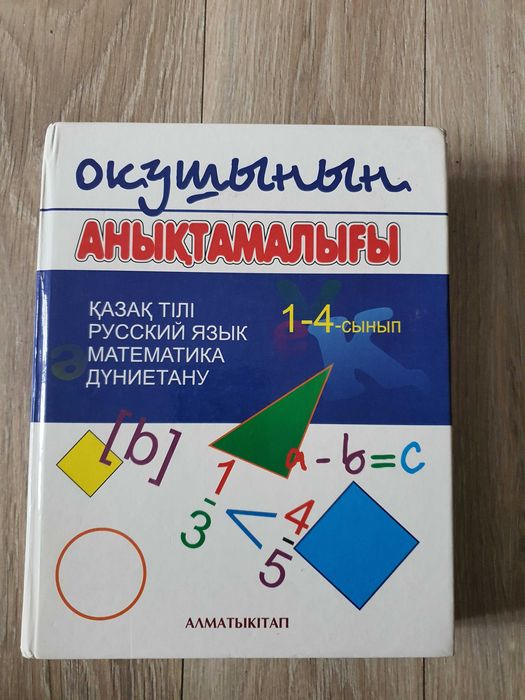 оқушының
АНЫҚТАМАЛЫҒЫ
ҚАЗАҚ ТІЛІ
РУССКИЙ ЯЗЫК
МАТЕМАТИКА
ДҮНИЕТАНУ
1-4-сынып
[b]
a-b=c
1/3 < 4/5
АЛМАТЫКІТАП